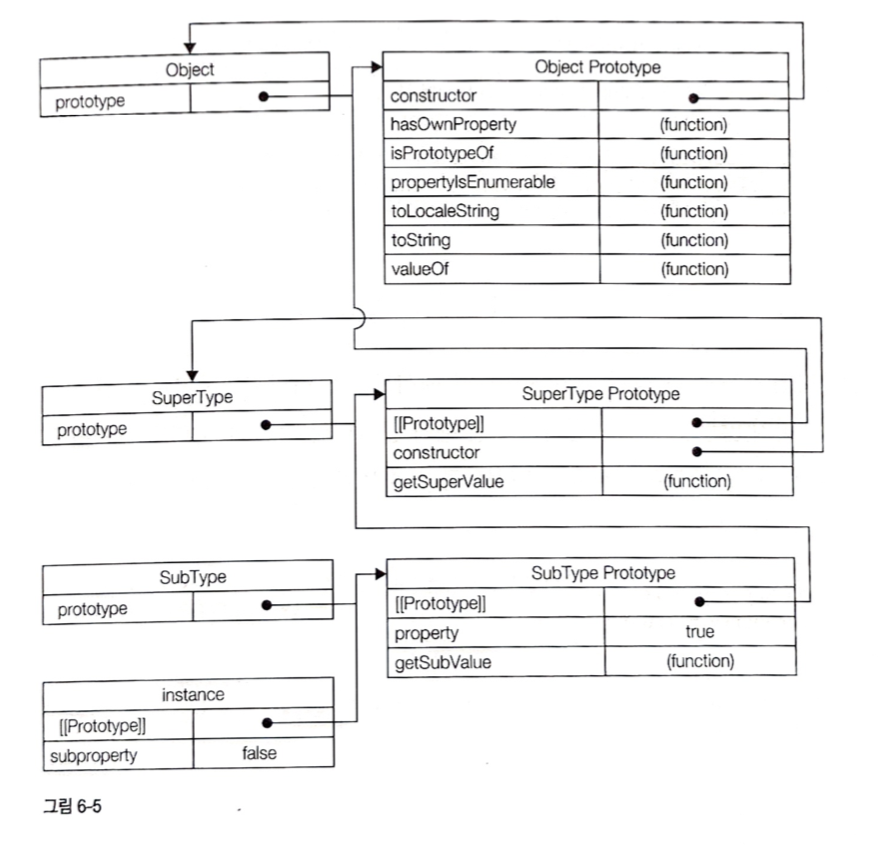 Object
prototype
Object Prototype
constructor
hasOwnProperty (function)
isPrototypeOf (function)
propertyIsEnumerable (function)
toLocaleString (function)
toString (function)
valueOf (function)
SuperType
prototype
SuperType Prototype
[[Prototype]]
constructor
getSuperValue (function)
SubType
prototype
SubType Prototype
[[Prototype]]
property true
getSubValue (function)
instance
[[Prototype]]
subproperty false
그림 6-5